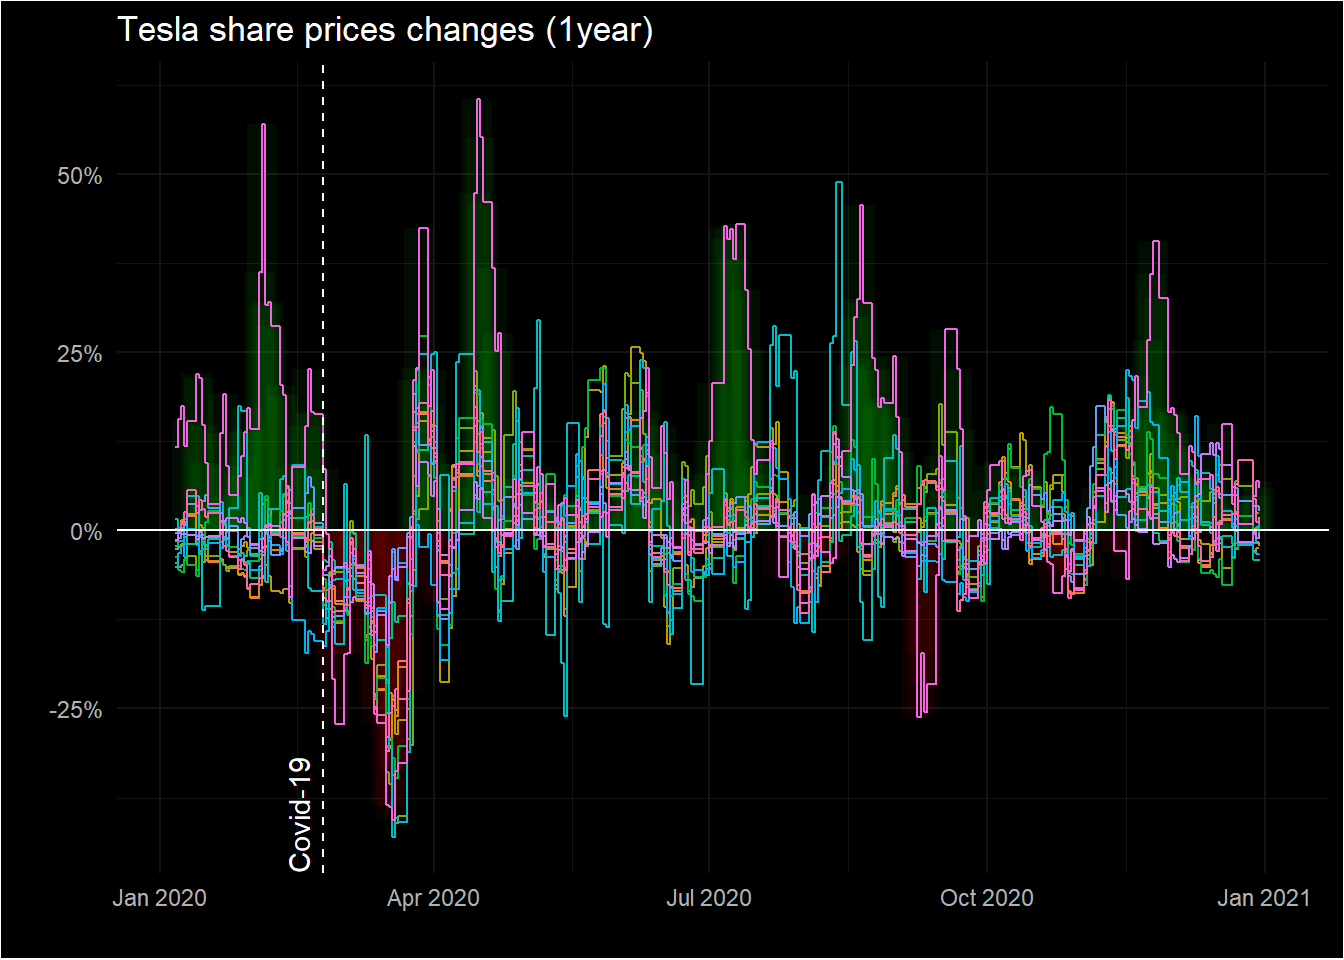 Tesla share prices changes (1year)
50%
25%
0%
-25%
Covid-19
Jan 2020
Apr 2020
Jul 2020
Oct 2020
Jan 2021